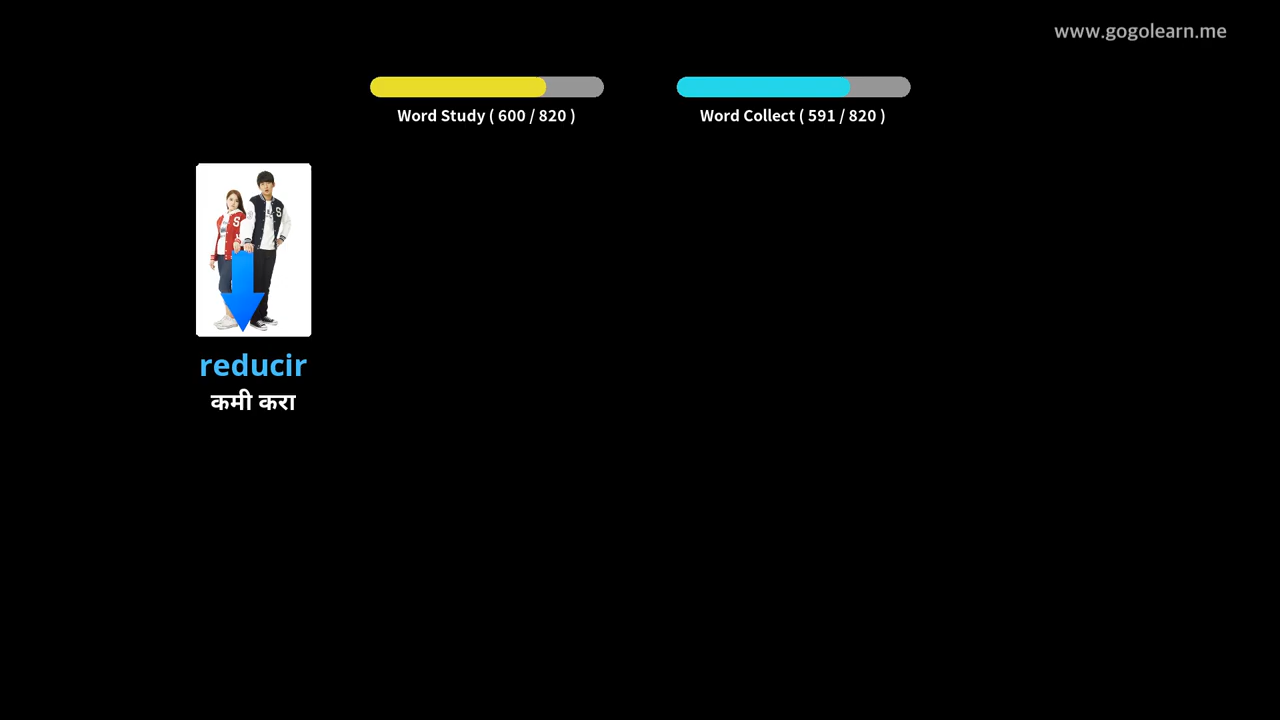 www.gogolearn.me
Word Study ( 600 / 820 )
Word Collect ( 591 / 820 )
S
S
reducir
कमी करा